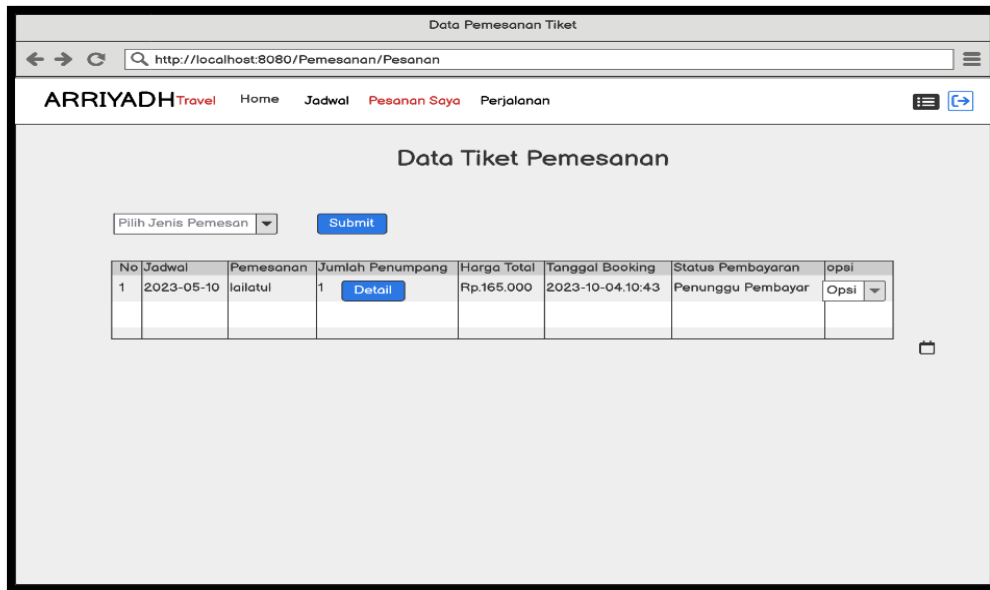 Data Pemesanan Tiket
http://localhost:8080/Pemesanan/Pesanan
ARRIYADH Travel Home Jadwal Pesanan Saya Perjalanan
Data Tiket Pemesanan
Pilih Jenis Pemesan Submit
No Jadwal Pemesanan Jumlah Penumpang Harga Total Tanggal Booking Status Pembayaran opsi
1 2023-05-10 lailatul 1 Detail Rp.165.000 2023-10-04.10:43 Penunggu Pembayar Opsi